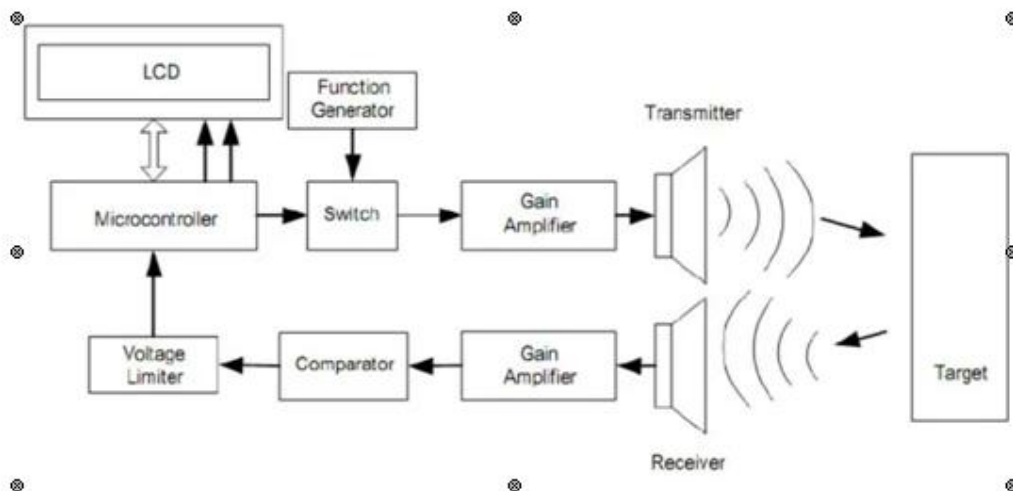 LCD
Function
Generator
Transmitter
Microcontroller
Switch
Gain
Amplifier
Voltage
Limiter
Comparator
Gain
Amplifier
Target
Receiver